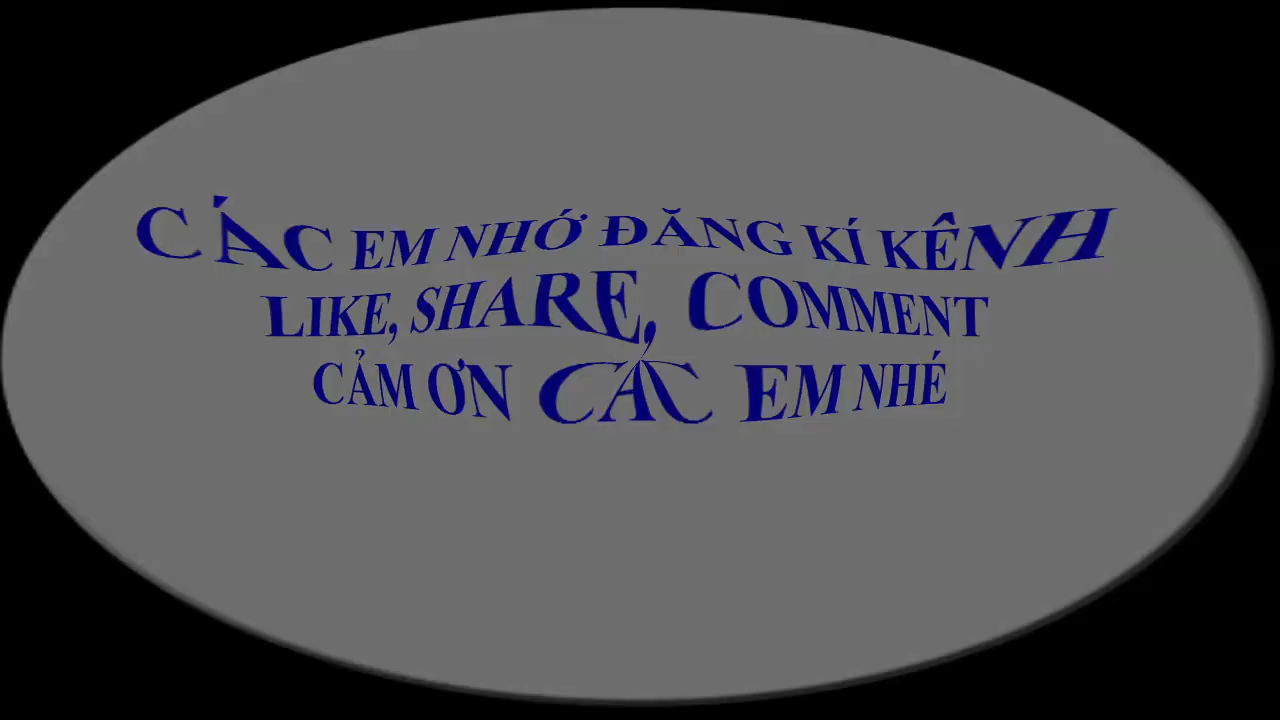 CÁC EM NHỚ ĐĂNG KÍ KÊNH
LIKE, SHARE, COMMENT
CẢM ƠN CÁC EM NHÉ